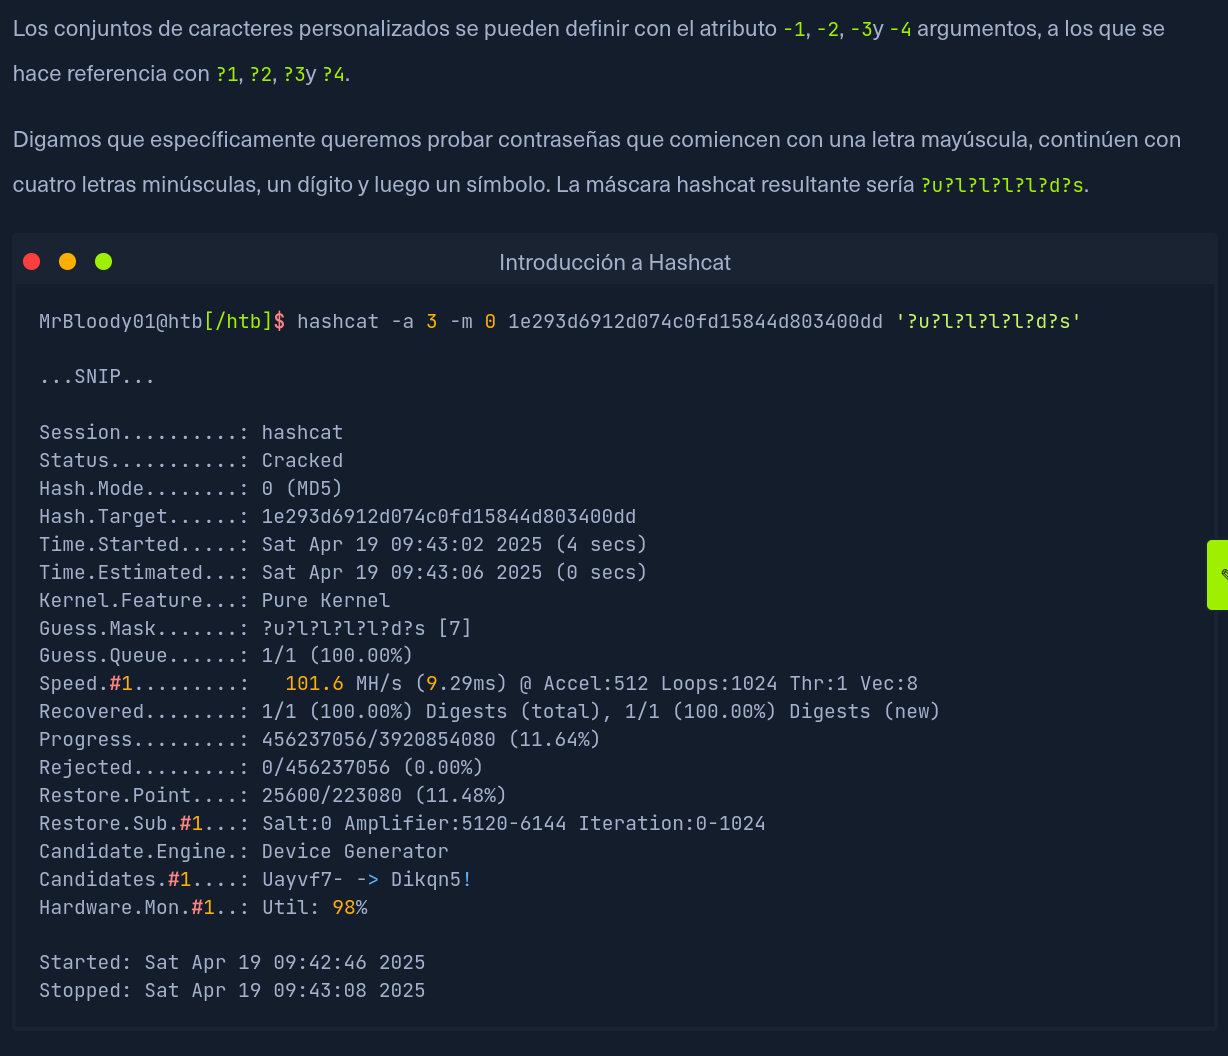 Los conjuntos de caracteres personalizados se pueden definir con el atributo -1, -2, -3y -4 argumentos, a los que se
hace referencia con ?1, ?2, ?3y ?4.
Digamos que específicamente queremos probar contraseñas que comiencen con una letra mayúscula, continúen con
cuatro letras minúsculas, un dígito y luego un símbolo. La máscara hashcat resultante sería ?u?l?l?l?l?d?s.
Introducción a Hashcat
MrBloody01@htb[/htb]$ hashcat -a 3 -m 0 1e293d6912d074c0fd15844d803400dd '?u?l?l?l?l?d?s'
...SNIP...
Session..........: hashcat
Status...........: Cracked
Hash.Mode........: 0 (MD5)
Hash.Target......: 1e293d6912d074c0fd15844d803400dd
Time.Started.....: Sat Apr 19 09:43:02 2025 (4 secs)
Time.Estimated...: Sat Apr 19 09:43:06 2025 (0 secs)
Kernel.Feature...: Pure Kernel
Guess.Mask.......: ?u?l?l?l?l?d?s [7]
Guess.Queue......: 1/1 (100.00%)
Speed.#1.........:   101.6 MH/s (9.29ms) @ Accel:512 Loops:1024 Thr:1 Vec:8
Recovered........: 1/1 (100.00%) Digests (total), 1/1 (100.00%) Digests (new)
Progress.........: 456237056/3920854080 (11.64%)
Rejected.........: 0/456237056 (0.00%)
Restore.Point....: 25600/223080 (11.48%)
Restore.Sub.#1...: Salt:0 Amplifier:5120-6144 Iteration:0-1024
Candidate.Engine.: Device Generator
Candidates.#1....: Uayvf7- -> Dikqn5!
Hardware.Mon.#1..: Util: 98%
Started: Sat Apr 19 09:42:46 2025
Stopped: Sat Apr 19 09:43:08 2025